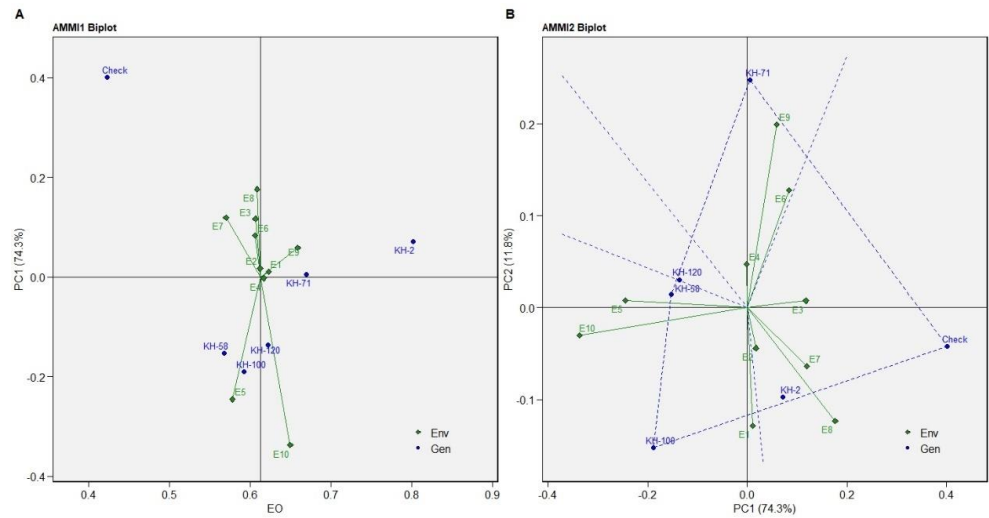 A
AMMI1 Biplot
0.4
0.2
0.0
-0.2
-0.4
PC1 (74.3%)
0.4
0.5
0.6
0.7
0.8
0.9
EO
Check
E8
E3
E7
E6
E9
E2
E1
E4
KH-2
KH-71
KH-58
KH-120
KH-100
E5
E10
Env
Gen
B
AMMI2 Biplot
0.2
0.1
0.0
-0.1
PC2 (11.8%)
-0.4
-0.2
0.0
0.2
0.4
PC1 (74.3%)
KH-71
E9
E6
E4
KH-120
KH-58
E5
E3
E10
E2
E7
Check
KH-2
E1
E8
KH-100
Env
Gen